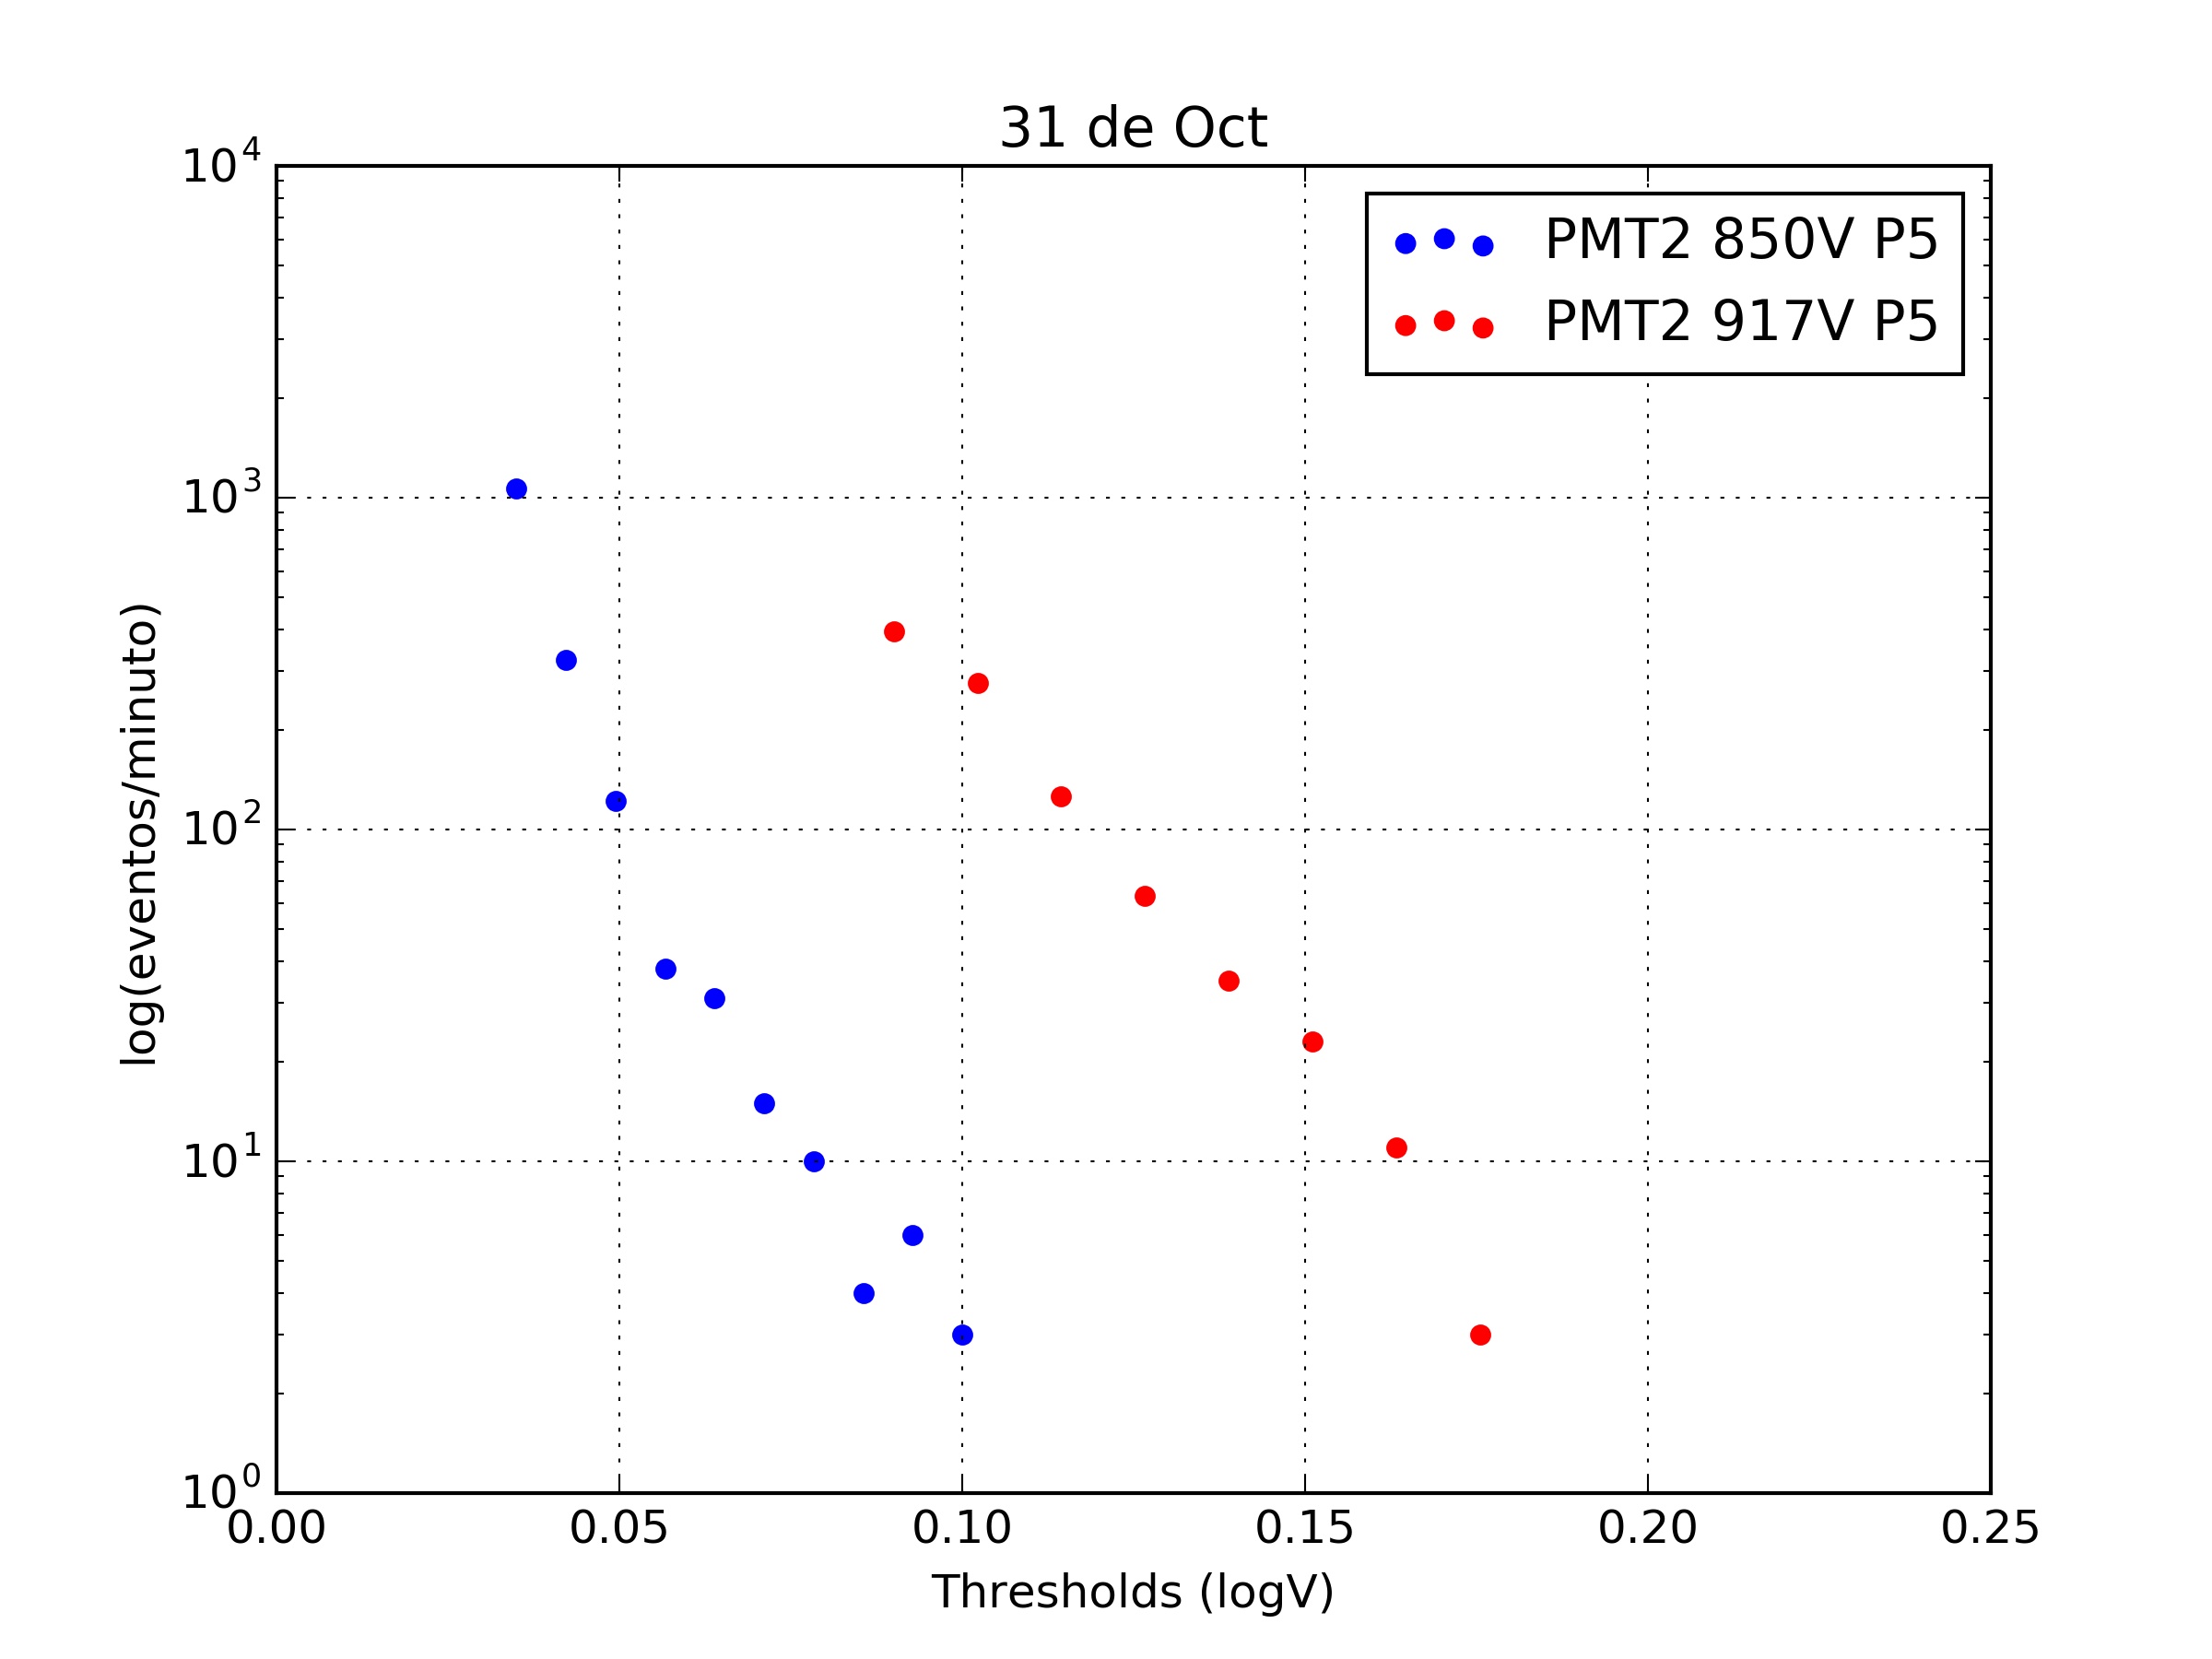 31 de Oct
PMT2 850V P5
PMT2 917V P5
log(eventos/minuto)
10^4
10^3
10^2
10^1
10^0
0.00 0.05 0.10 0.15 0.20 0.25
Thresholds (logV)